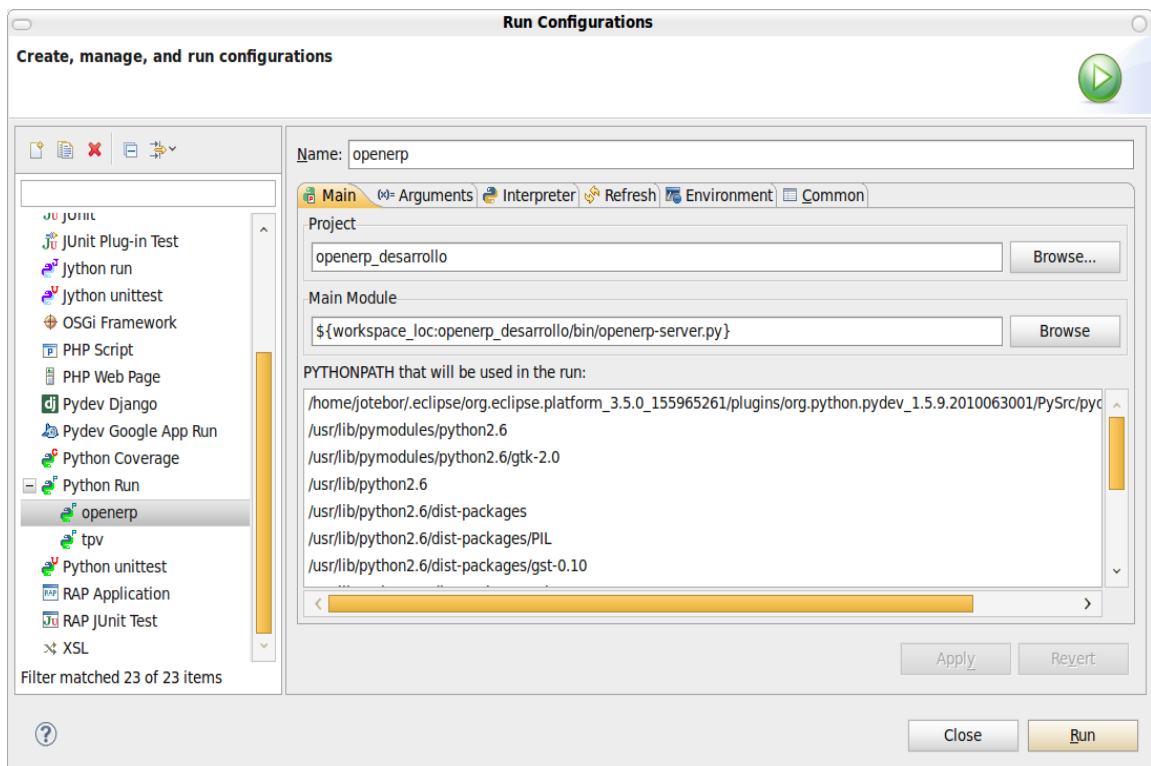 Run Configurations
Create, manage, and run configurations
Name: openerp
Main (x)= Arguments Interpreter Refresh Environment Common
JUnit
JUnit Plug-in Test
Jython run
Jython unittest
OSGi Framework
PHP Script
PHP Web Page
Pydev Django
Pydev Google App Run
Python Coverage
Python Run
openerp
tpv
Python unittest
RAP Application
RAP JUnit Test
XSL
Filter matched 23 of 23 items
Project
openerp_desarrollo Browse...
Main Module
${workspace_loc:openerp_desarrollo/bin/openerp-server.py} Browse
PYTHONPATH that will be used in the run:
/home/jotebor/.eclipse/org.eclipse.platform_3.5.0_155965261/plugins/org.python.pydev_1.5.9.2010063001/PySrc/pyc
/usr/lib/pymodules/python2.6
/usr/lib/pymodules/python2.6/gtk-2.0
/usr/lib/python2.6
/usr/lib/python2.6/dist-packages
/usr/lib/python2.6/dist-packages/PIL
/usr/lib/python2.6/dist-packages/gst-0.10
Apply Revert
Close Run